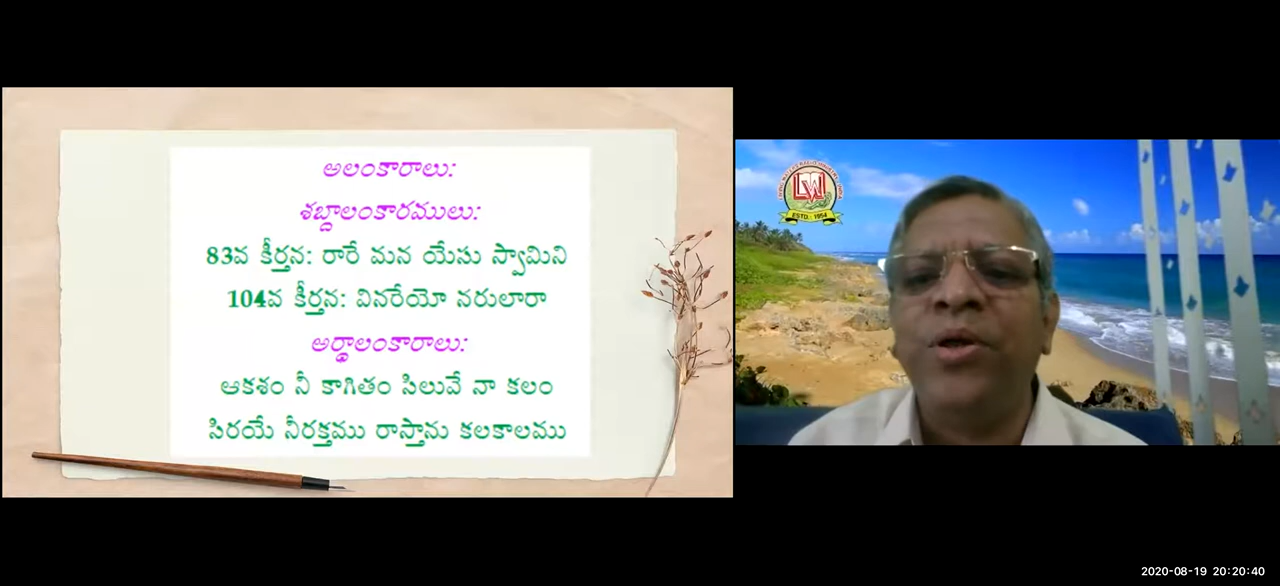 అలంకారాలు:
శబ్దాలంకారములు:
83వ కీర్తన: రారే మన యేసు స్వామిని
104వ కీర్తన: వినరేయో నరులారా
అర్థాలంకారాలు:
ఆకశం నీ కాగితం సిలువే నా కలం
సిరయే నీరక్తము రాస్తాను కలకాలము
ESTD.: 1954
2020-08-19 20:20:40